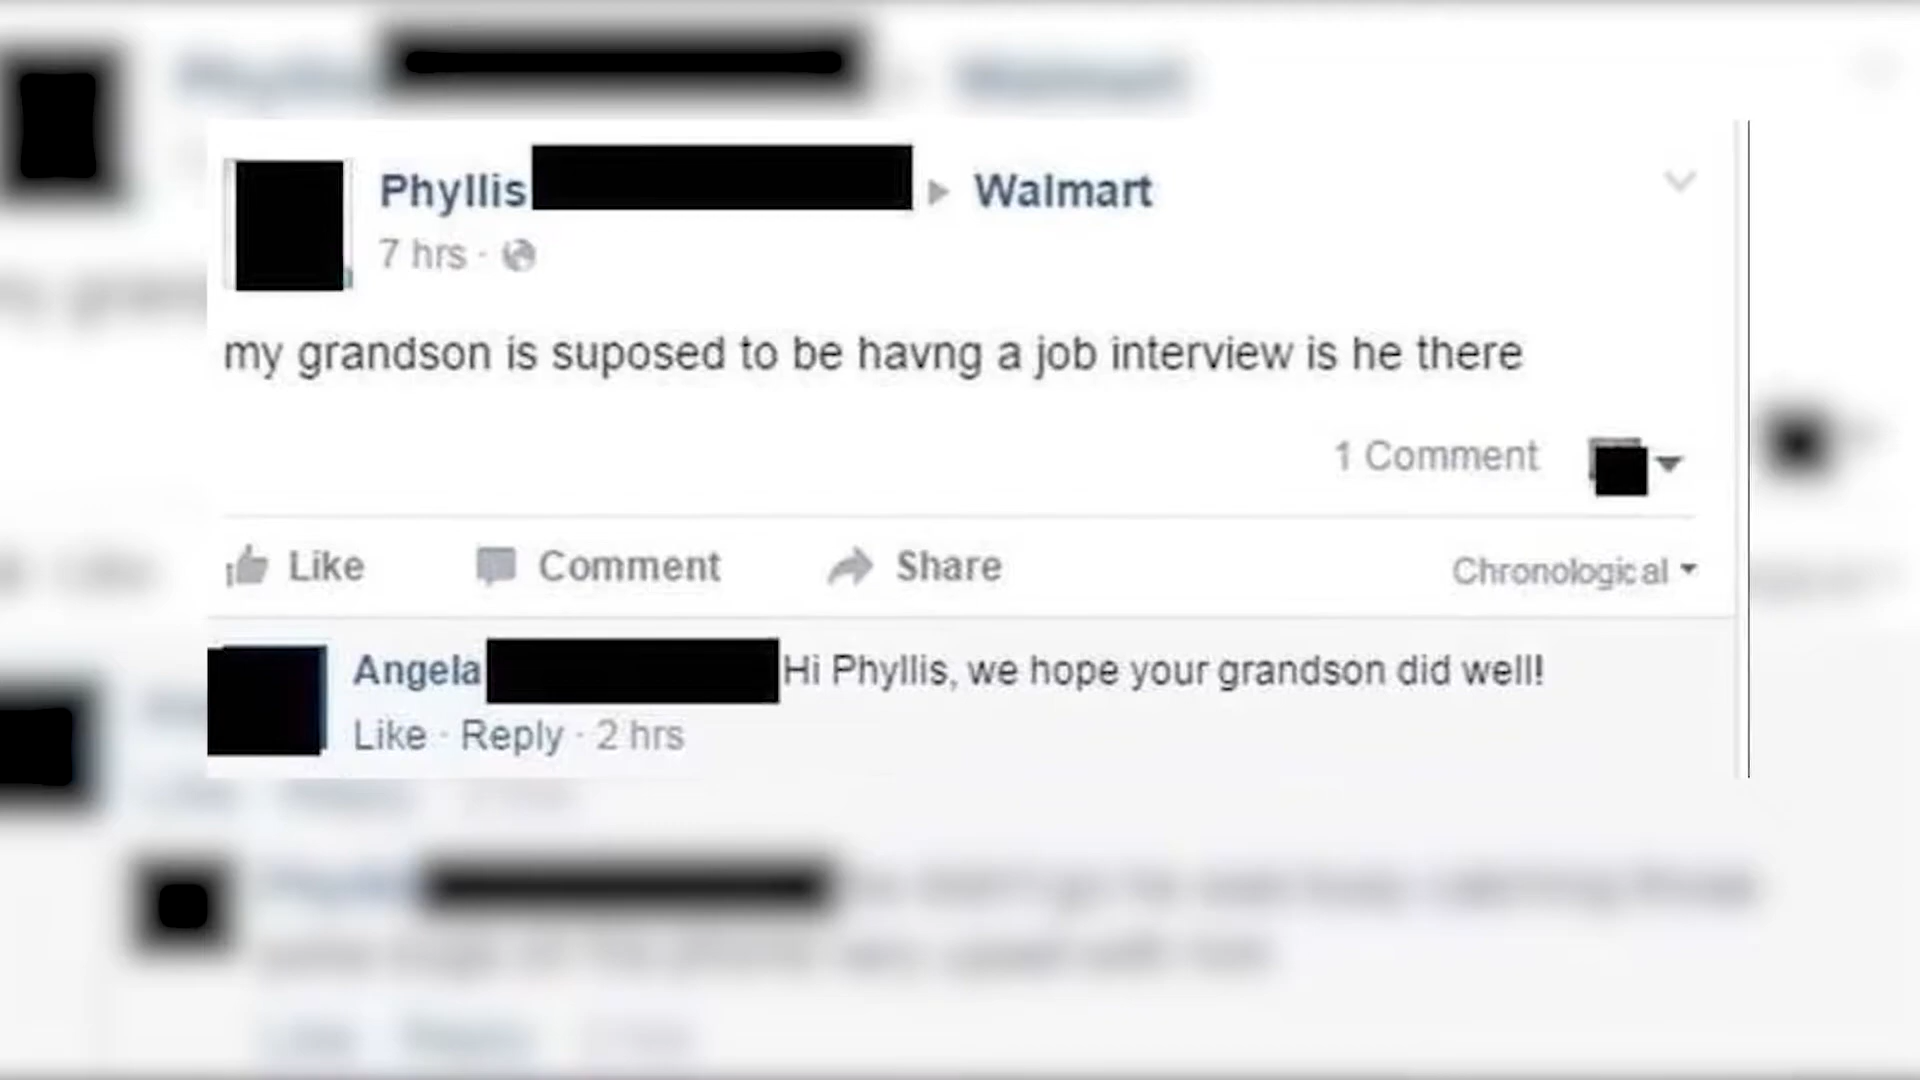 Phyllis Walmart
7 hrs ·
my grandson is suposed to be havng a job interview is he there
1 Comment
Like Comment Share Chronological
Angela Hi Phyllis, we hope your grandson did well!
Like · Reply · 2 hrs